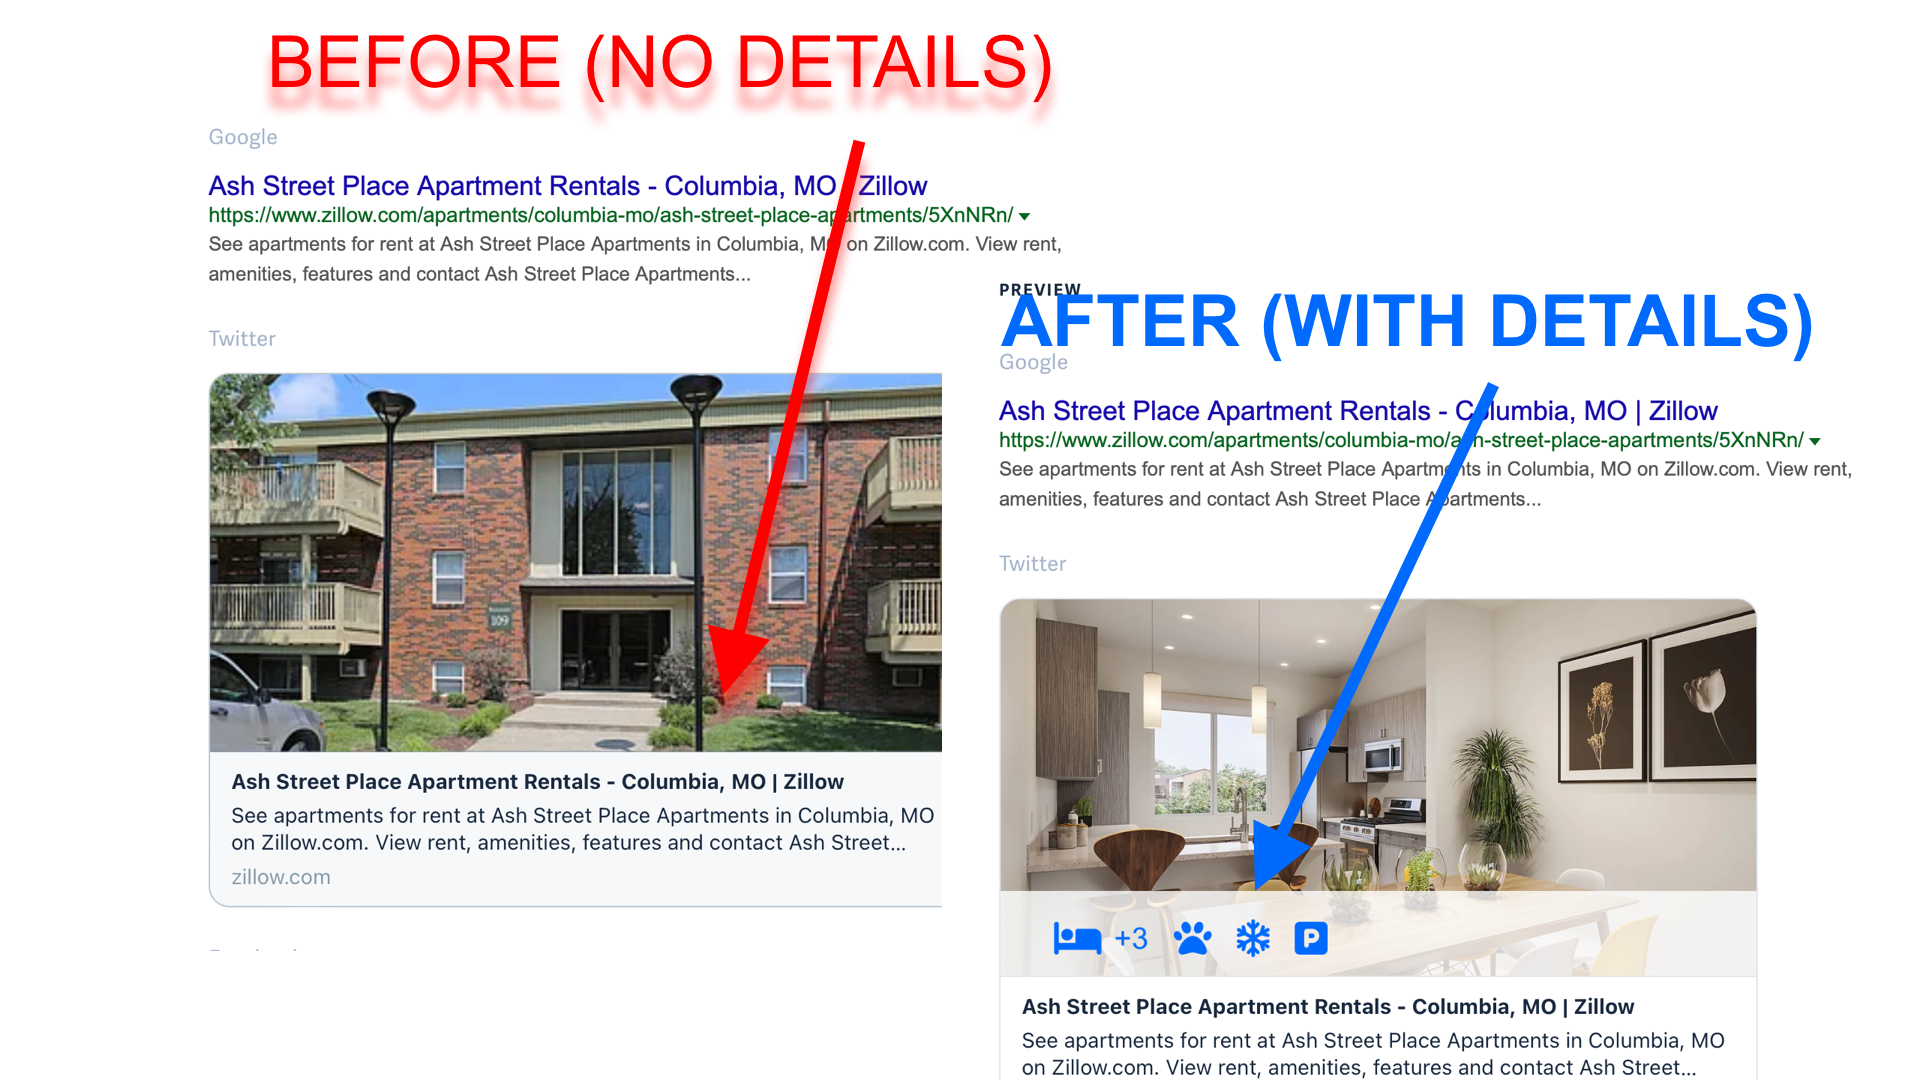 BEFORE (NO DETAILS)
Google
Ash Street Place Apartment Rentals - Columbia, MO | Zillow
https://www.zillow.com/apartments/columbia-mo/ash-street-place-apartments/5XnNRn/
See apartments for rent at Ash Street Place Apartments in Columbia, MO on Zillow.com. View rent,
amenities, features and contact Ash Street Place Apartments...
Twitter
109
Ash Street Place Apartment Rentals - Columbia, MO | Zillow
See apartments for rent at Ash Street Place Apartments in Columbia, MO
on Zillow.com. View rent, amenities, features and contact Ash Street...
zillow.com
PREVIEW
AFTER (WITH DETAILS)
Google
Ash Street Place Apartment Rentals - Columbia, MO | Zillow
https://www.zillow.com/apartments/columbia-mo/ash-street-place-apartments/5XnNRn/
See apartments for rent at Ash Street Place Apartments in Columbia, MO on Zillow.com. View rent,
amenities, features and contact Ash Street Place Apartments...
Twitter
+3 P
Ash Street Place Apartment Rentals - Columbia, MO | Zillow
See apartments for rent at Ash Street Place Apartments in Columbia, MO
on Zillow.com. View rent, amenities, features and contact Ash Street...